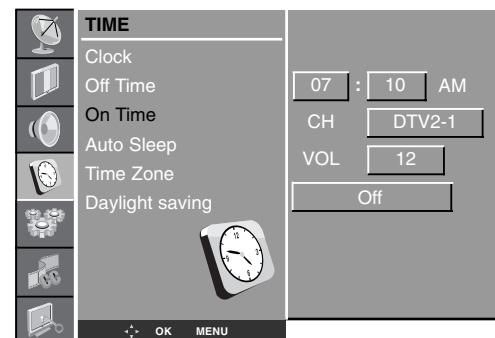 TIME
Clock
Off Time
On Time
Auto Sleep
Time Zone
Daylight saving
07 : 10 AM
CH DTV2-1
VOL 12
Off
OK MENU